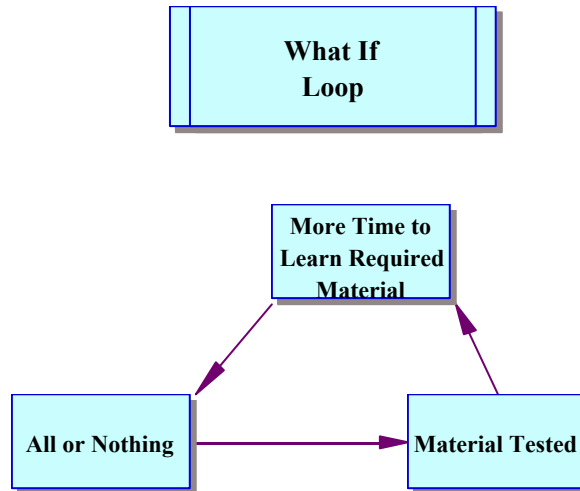 What If
Loop
More Time to
Learn Required
Material
All or Nothing
Material Tested